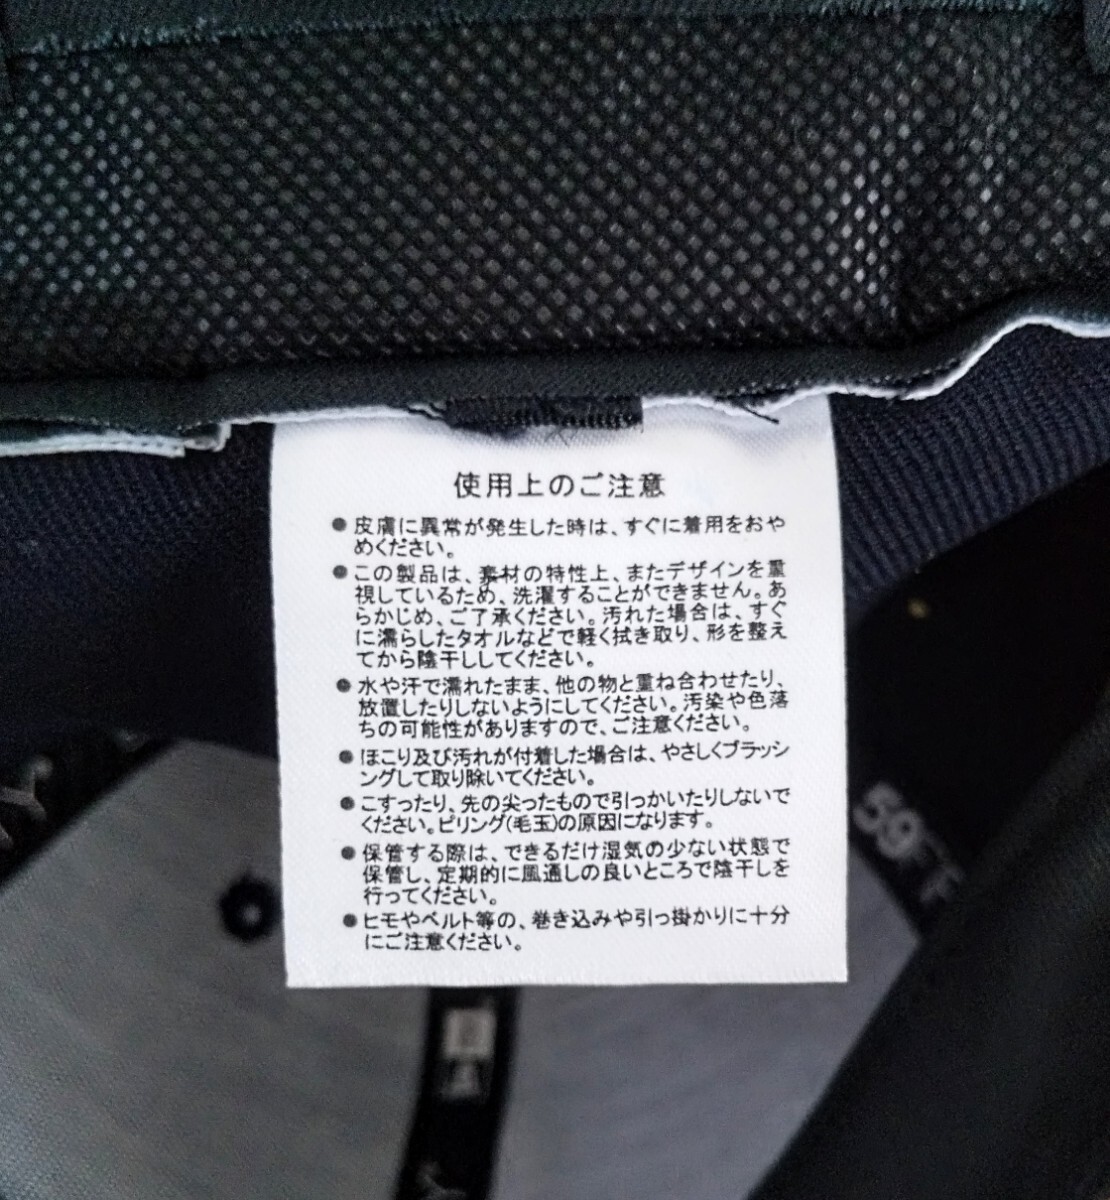 使用上のご注意
●皮膚に異常が発生した時は、すぐに着用をおや
めください。
●この製品は、素材の特性上、またデザインを重
視しているため、洗濯することができません。あ
らかじめ、ご了承ください。汚れた場合は、すぐ
に濡らしたタオルなどで軽く拭き取り、形を整え
てから陰干ししてください。
●水や汗で濡れたまま、他の物と重ね合わせたり、
放置したりしないようにしてください。汚染や色落
ちの可能性がありますので、ご注意ください。
●ほこり及び汚れが付着した場合は、やさしくブラッシ
ングして取り除いてください。
●こすったり、先の尖ったもので引っかいたりしないで
ください。ピリング(毛玉)の原因になります。
●保管する際は、できるだけ湿気の少ない状態で
保管し、定期的に風通しの良いところで陰干しを
行ってください。
●ヒモやベルト等の、巻き込みや引っ掛かりに十分
にご注意ください。
59FIF